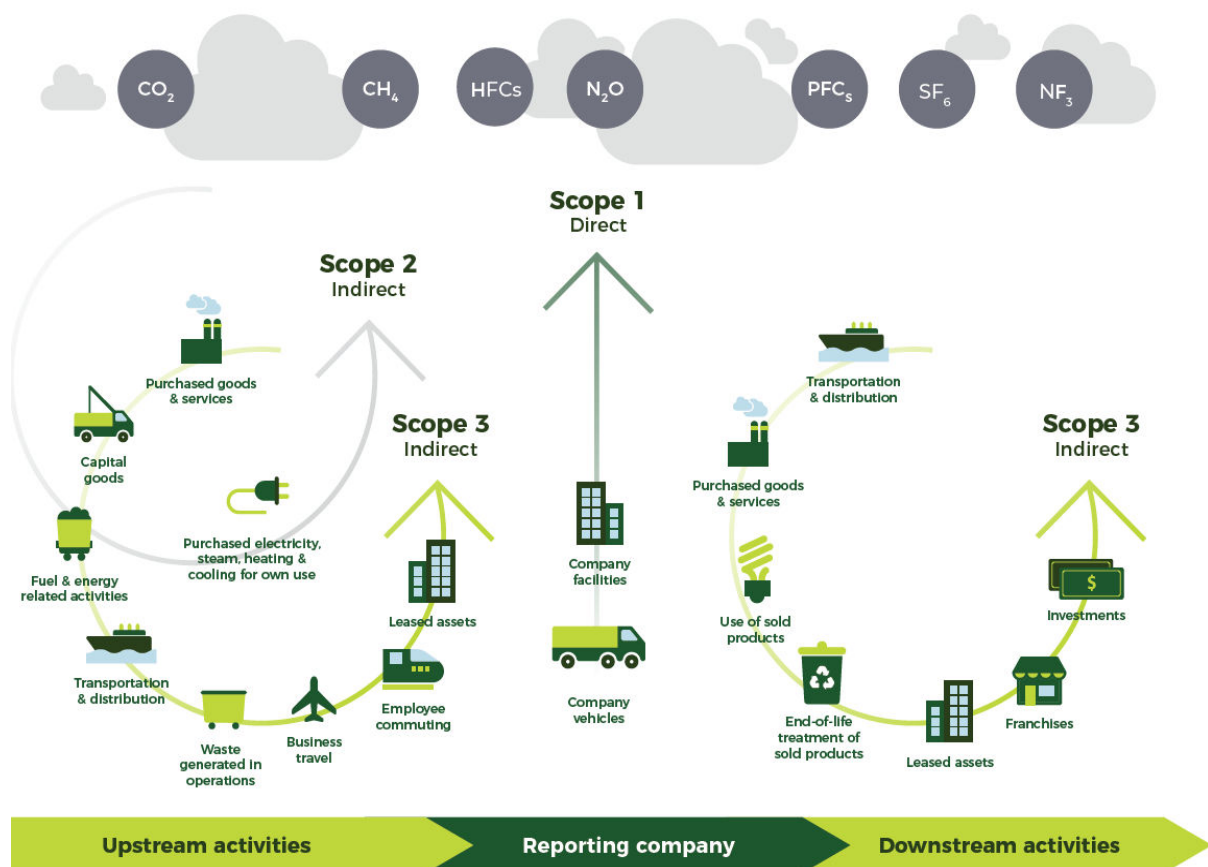 CO₂
CH₄
HFCs
N₂O
PFCₛ
SF₆
NF₃
Scope 1
Direct
Scope 2
Indirect
Purchased goods
& services
Capital
goods
Fuel & energy
related activities
Purchased electricity,
steam, heating &
cooling for own use
Transportation
& distribution
Waste
generated in
operations
Business
travel
Employee
commuting
Leased assets
Scope 3
Indirect
Company
facilities
Company
vehicles
Transportation
& distribution
Purchased goods
& services
Use of sold
products
End-of-life
treatment of
sold products
Leased assets
Franchises
$
Investments
Scope 3
Indirect
Upstream activities
Reporting company
Downstream activities